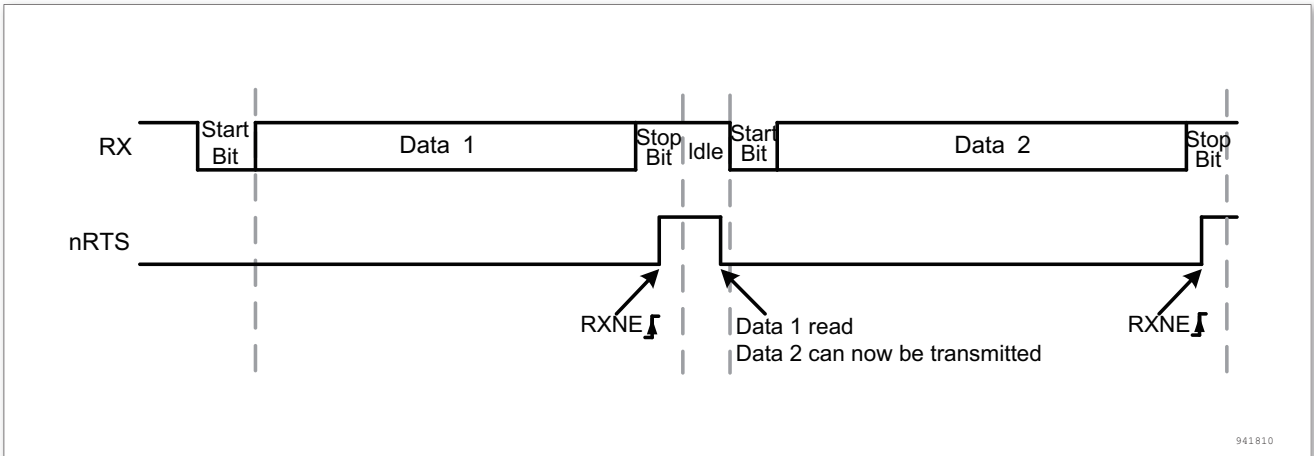 RX
Start
Bit
Data 1
Stop
Bit
Idle
Start
Bit
Data 2
Stop
Bit
nRTS
RXNE
Data 1 read
Data 2 can now be transmitted
RXNE
941810